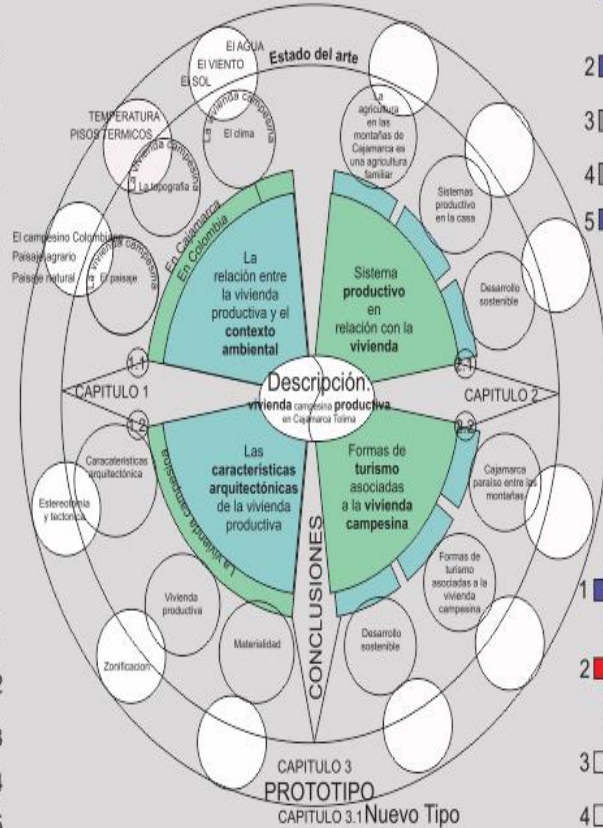 Estado del arte
El AGUA
El VIENTO
El SOL
TEMPERATURA
PISOS TERMICOS
La vivienda campesina
El clima
La vivienda campesina
La topografia
El campesino Colombiano
Paisaje agrario
Paisaje natural
La vivienda campesina
El paisaje
En Cajamarca
En Colombia
La
relación entre
la vivienda
productiva y el
contexto
ambiental
La
agricultura
en las
montañas de
Cajamarca es
una agricultura
familiar
Sistemas
productivo
en la casa
Desarrollo
sostenible
Sistema
productivo
en
relación con la
vivienda
1.1
2.1
CAPITULO 1
Descripción:
vivienda campesina productiva
en Cajamarca Tolima
CAPITULO 2
1.2
2.2
Caracateristicas
arquitectónica
Estereotomia
y tectonica
La vivienda campesina
Las
características
arquitectónicas
de la vivienda
productiva
Formas de
turismo
asociadas
a la vivienda
campesina
Cajamarca
paraiso entre las
montañas
Formas de
turismo
asociadas a la
vivienda
campesina
Vivienda
productiva
Materialidad
Zonificacion
Desarrollo
sostenible
CONCLUSIONES
CAPITULO 3
PROTOTIPO
CAPITULO 3.1 Nuevo Tipo
2
3
4
5
1
2
3
4